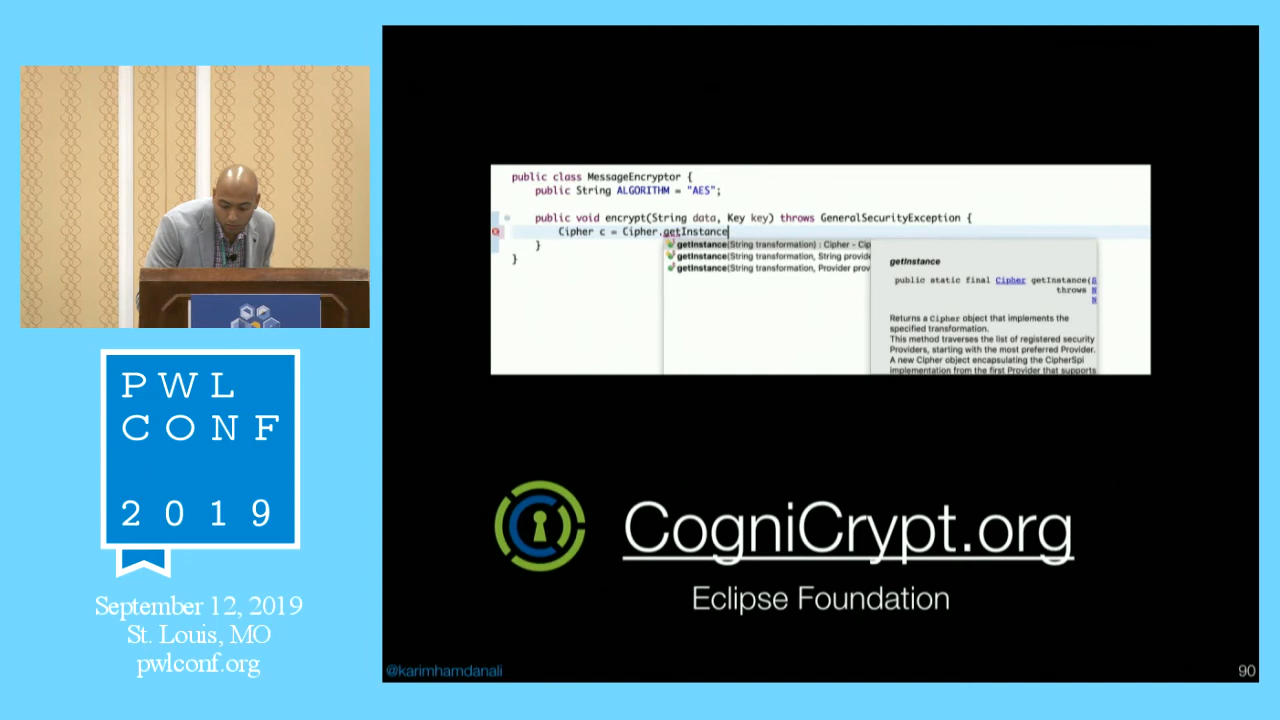 PWL
CONF
2019
September 12, 2019
St. Louis, MO
pwlconf.org
public class MessageEncryptor {
public String ALGORITHM = "AES";
public void encrypt(String data, Key key) throws GeneralSecurityException {
Cipher c = Cipher.getInstance
}
}
getInstance(String transformation) : Cipher - Cip
getInstance(String transformation, String provide
getInstance(String transformation, Provider prov
getInstance
public static final Cipher getInstance(S
throws N
N
Returns a Cipher object that implements the
specified transformation.
This method traverses the list of registered security
Providers, starting with the most preferred Provider.
A new Cipher object encapsulating the CipherSpi
implementation from the first Provider that supports
CogniCrypt.org
Eclipse Foundation
@karimhamdanali
90